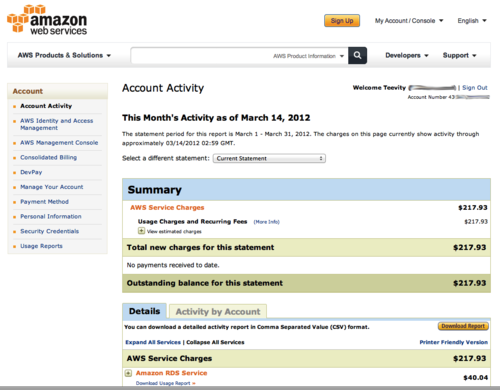 amazon
web services
Sign Up
My Account / Console
English
AWS Products & Solutions
AWS Product Information
Developers
Support
Account
Account Activity
AWS Identity and Access
Management
AWS Management Console
Consolidated Billing
DevPay
Manage Your Account
Payment Method
Personal Information
Security Credentials
Usage Reports
Account Activity
Welcome Teevity | Sign Out
Account Number 43
This Month's Activity as of March 14, 2012
The statement period for this report is March 1 - March 31, 2012. The charges on this page currently show activity through
approximately 03/14/2012 02:59 GMT.
Select a different statement: Current Statement
Summary
AWS Service Charges $217.93
Usage Charges and Recurring Fees (More Info) $217.93
View estimated charges
Total new charges for this statement $217.93
No payments received to date.
Outstanding balance for this statement $217.93
Details Activity by Account
You can download a detailed activity report in Comma Separated Value (CSV) format. Download Report
Expand All Services | Collapse All Services Printer Friendly Version
AWS Service Charges $217.93
Amazon RDS Service $40.04
Download Usage Report »